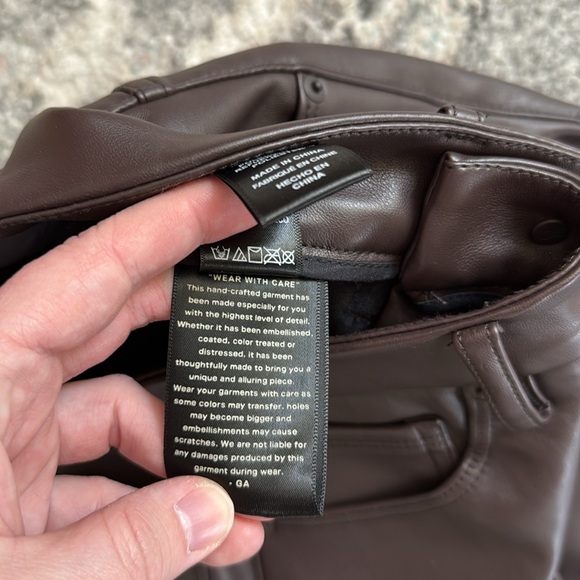 MADE IN CHINA
FABRIQUÉ EN CHINE
HECHO EN
CHINA
"WEAR WITH CARE"
This hand-crafted garment has
been made especially for you
with the highest level of detail.
Whether it has been embellished,
coated, color treated or
distressed, it has been
thoughtfully made to bring you a
unique and alluring piece.
Wear your garments with care as
some colors may transfer, holes
may become bigger and
embellishments may cause
scratches. We are not liable for
any damages produced by this
garment during wear.
- GA